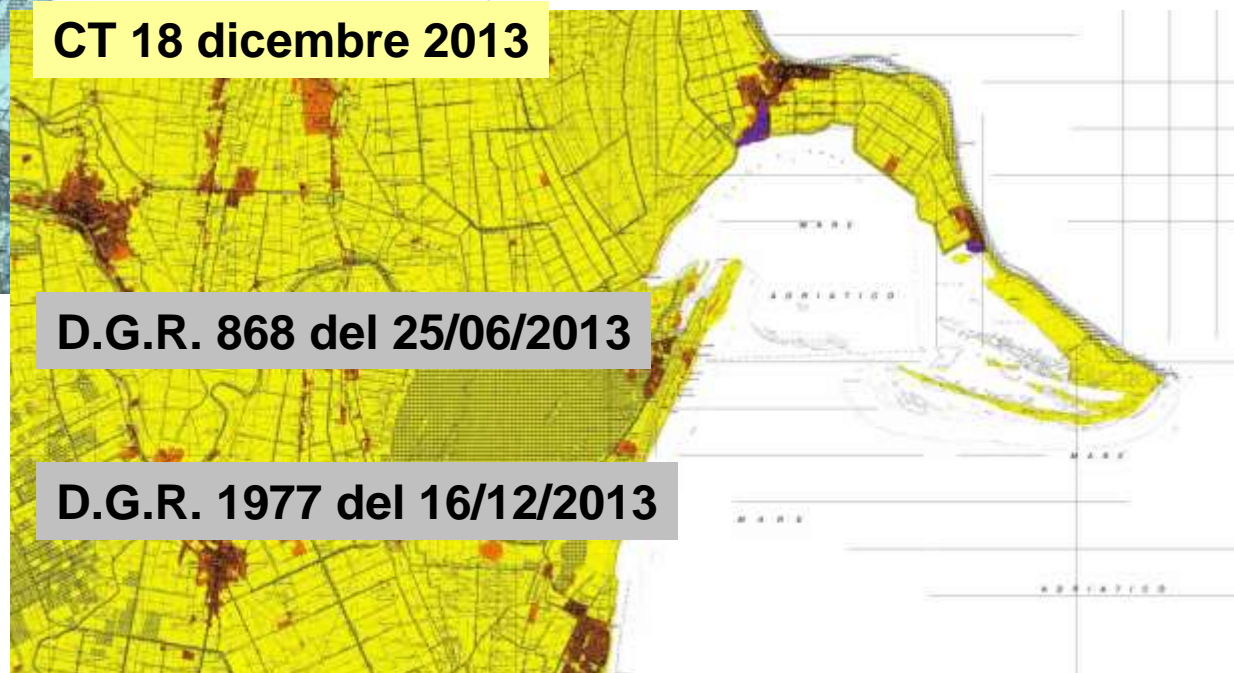 CT 18 dicembre 2013
MARE
ADRIATICO
D.G.R. 868 del 25/06/2013
MARE
D.G.R. 1977 del 16/12/2013
MARE
ADRIATICO